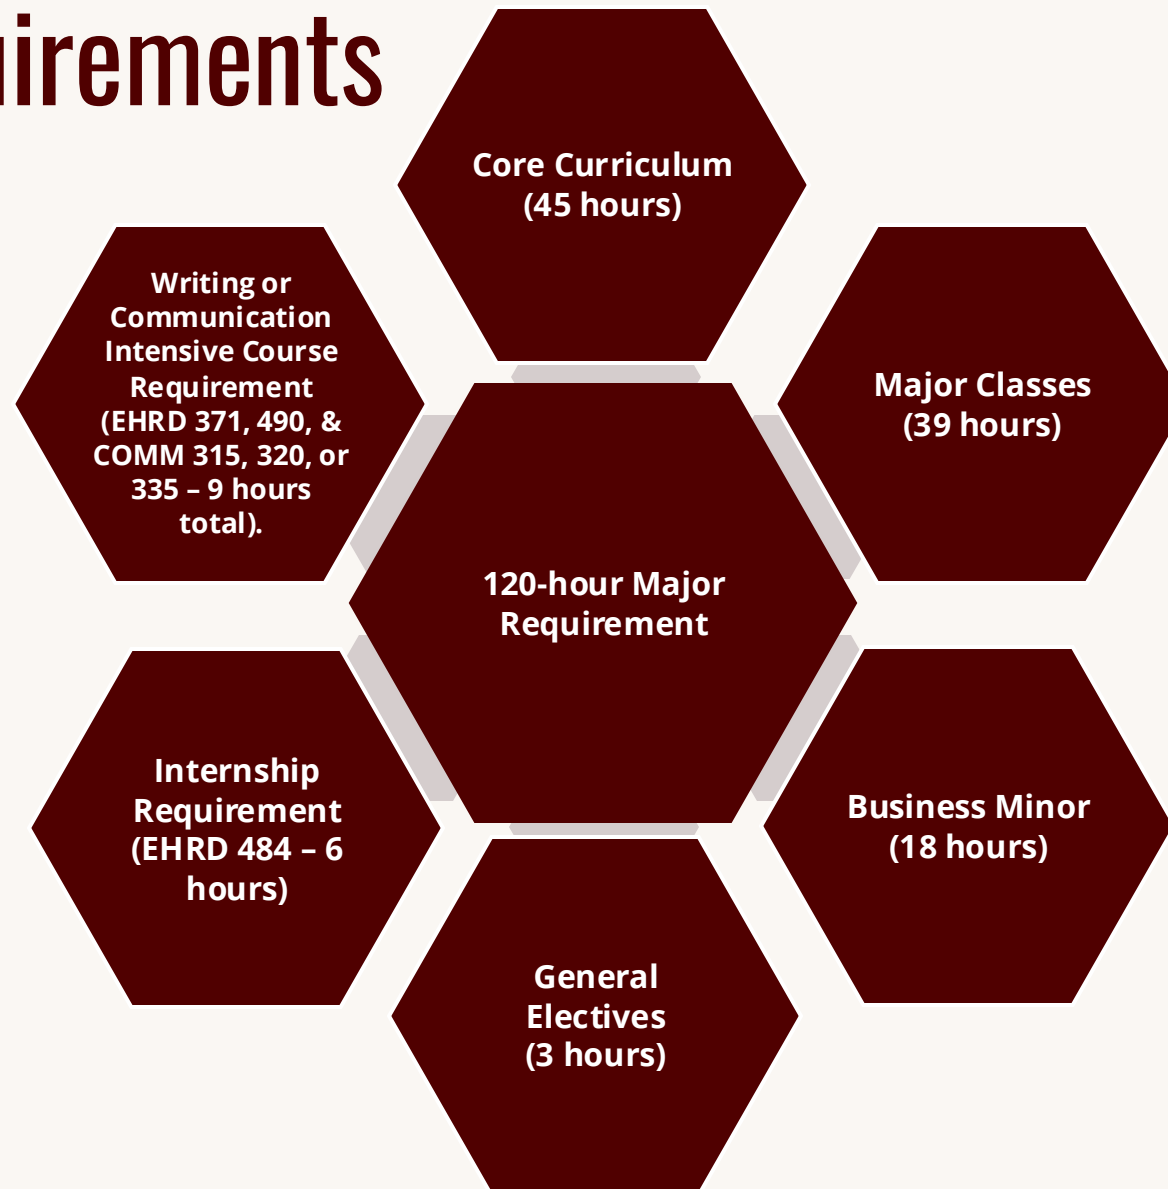 irements
Core Curriculum
(45 hours)
Writing or
Communication
Intensive Course
Requirement
(EHRD 371, 490, &
COMM 315, 320, or
335 – 9 hours
total).
Major Classes
(39 hours)
120-hour Major
Requirement
Internship
Requirement
(EHRD 484 – 6
hours)
Business Minor
(18 hours)
General
Electives
(3 hours)